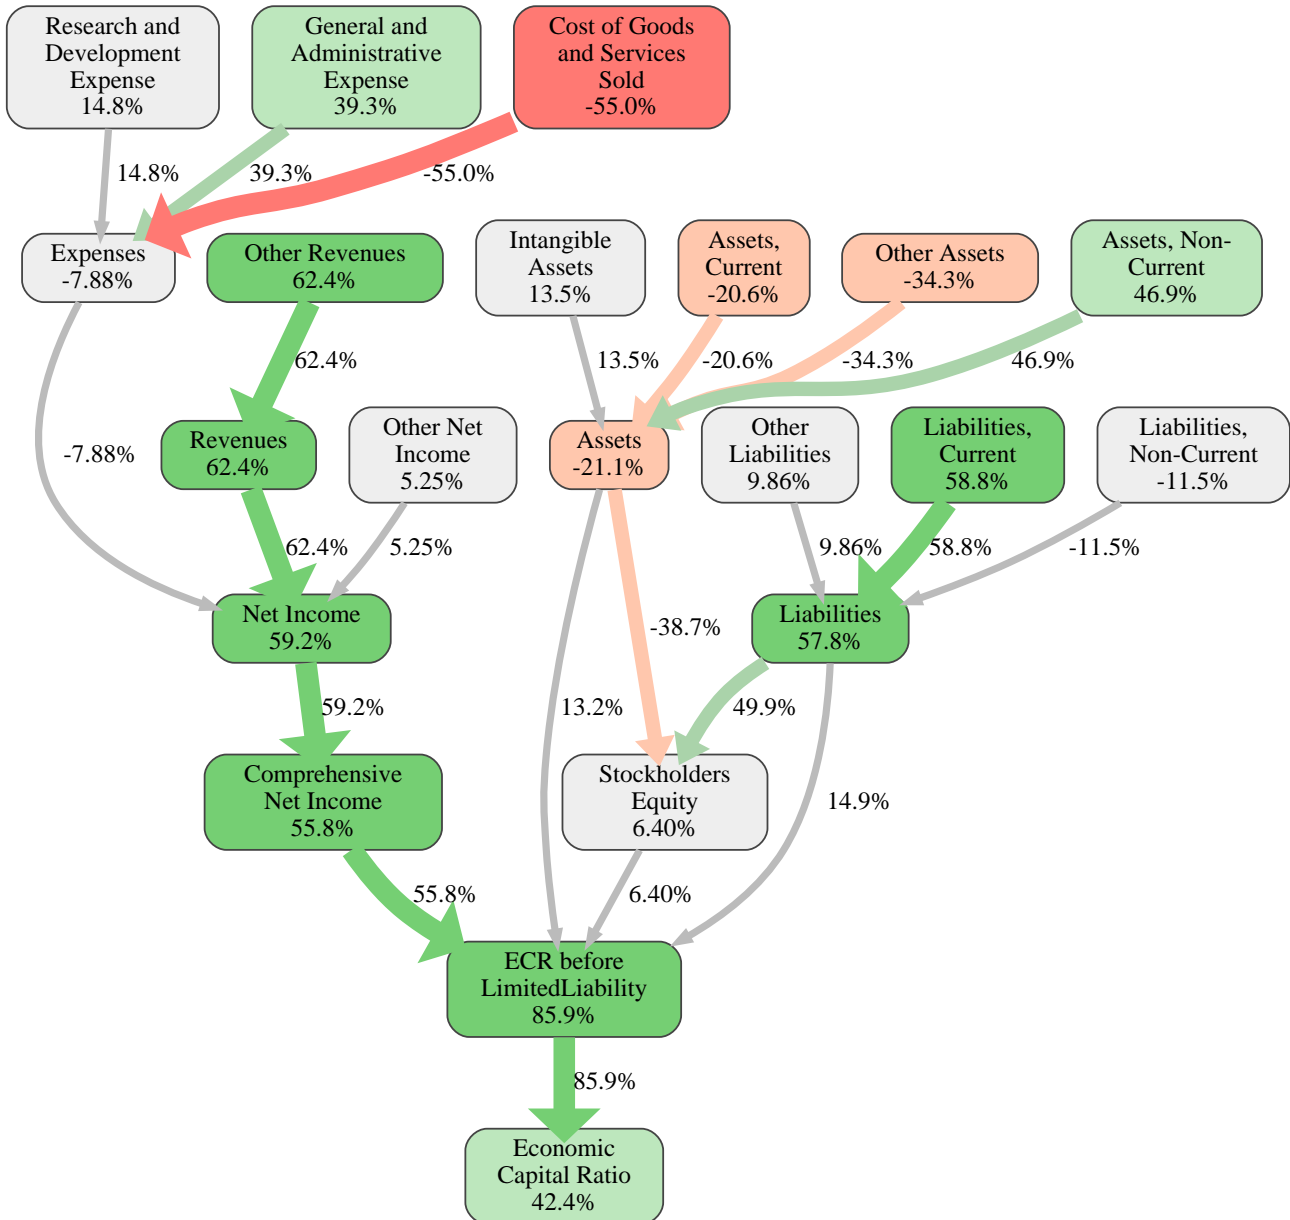 Research and
Development
Expense
14.8%
General and
Administrative
Expense
39.3%
Cost of Goods
and Services
Sold
-55.0%
14.8%
39.3%
-55.0%
Expenses
-7.88%
Other Revenues
62.4%
Intangible
Assets
13.5%
Assets,
Current
-20.6%
Other Assets
-34.3%
Assets, Non-
Current
46.9%
62.4%
13.5%
-20.6%
-34.3%
46.9%
-7.88%
Revenues
62.4%
Other Net
Income
5.25%
Assets
-21.1%
Other
Liabilities
9.86%
Liabilities,
Current
58.8%
Liabilities,
Non-Current
-11.5%
62.4%
5.25%
9.86%
58.8%
-11.5%
Net Income
59.2%
-38.7%
Liabilities
57.8%
59.2%
13.2%
49.9%
Comprehensive
Net Income
55.8%
Stockholders
Equity
6.40%
14.9%
55.8%
6.40%
ECR before
LimitedLiability
85.9%
85.9%
Economic
Capital Ratio
42.4%